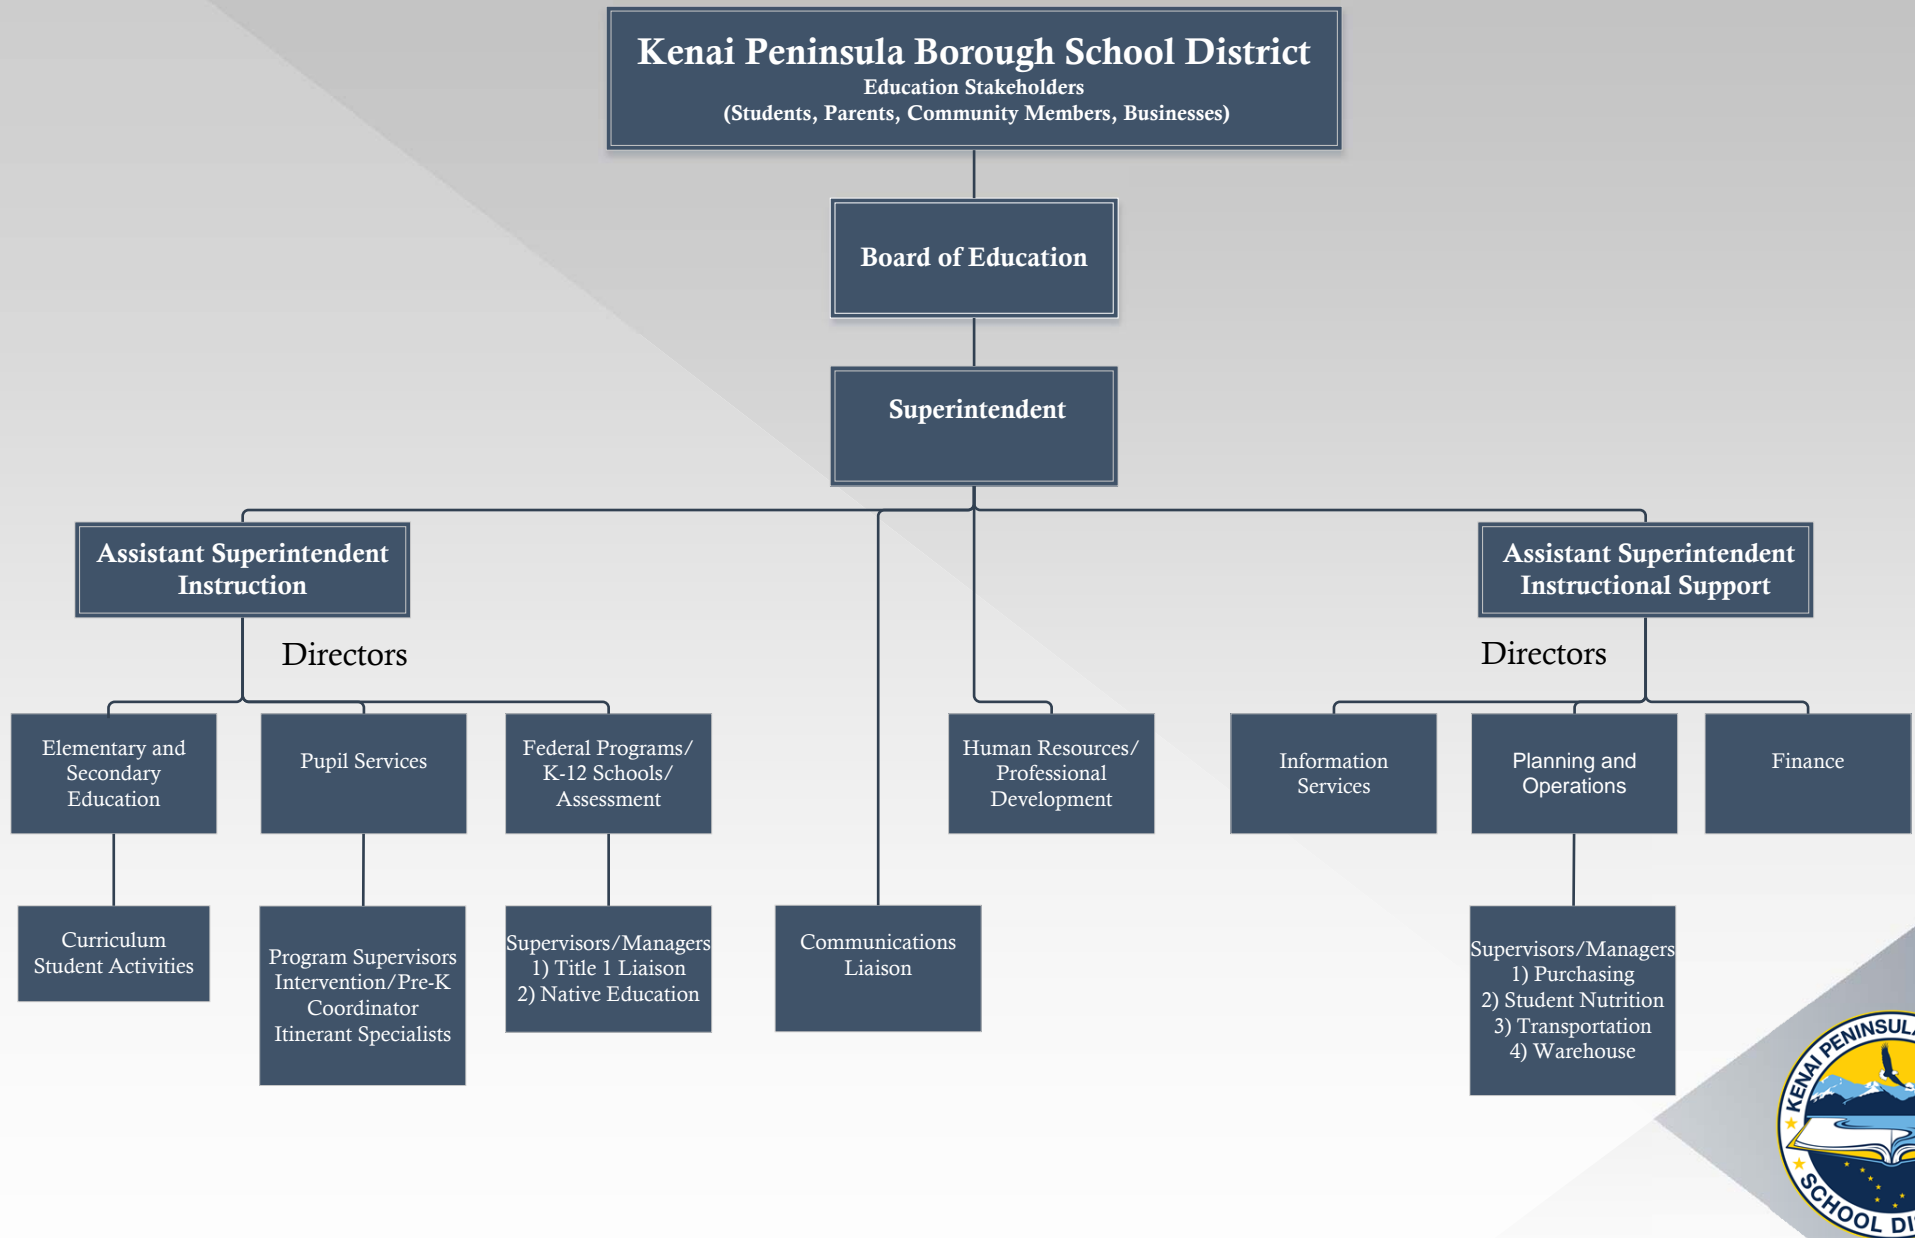 Kenai Peninsula Borough School District
Education Stakeholders
(Students, Parents, Community Members, Businesses)
Board of Education
Superintendent
Assistant Superintendent
Instruction
Assistant Superintendent
Instructional Support
Directors
Directors
Elementary and
Secondary
Education
Pupil Services
Federal Programs/
K-12 Schools/
Assessment
Human Resources/
Professional
Development
Information
Services
Planning and
Operations
Finance
Curriculum
Student Activities
Program Supervisors
Intervention/Pre-K
Coordinator
Itinerant Specialists
Supervisors/Managers
1) Title 1 Liaison
2) Native Education
Communications
Liaison
Supervisors/Managers
1) Purchasing
2) Student Nutrition
3) Transportation
4) Warehouse
KENAI PENINSULA
SCHOOL